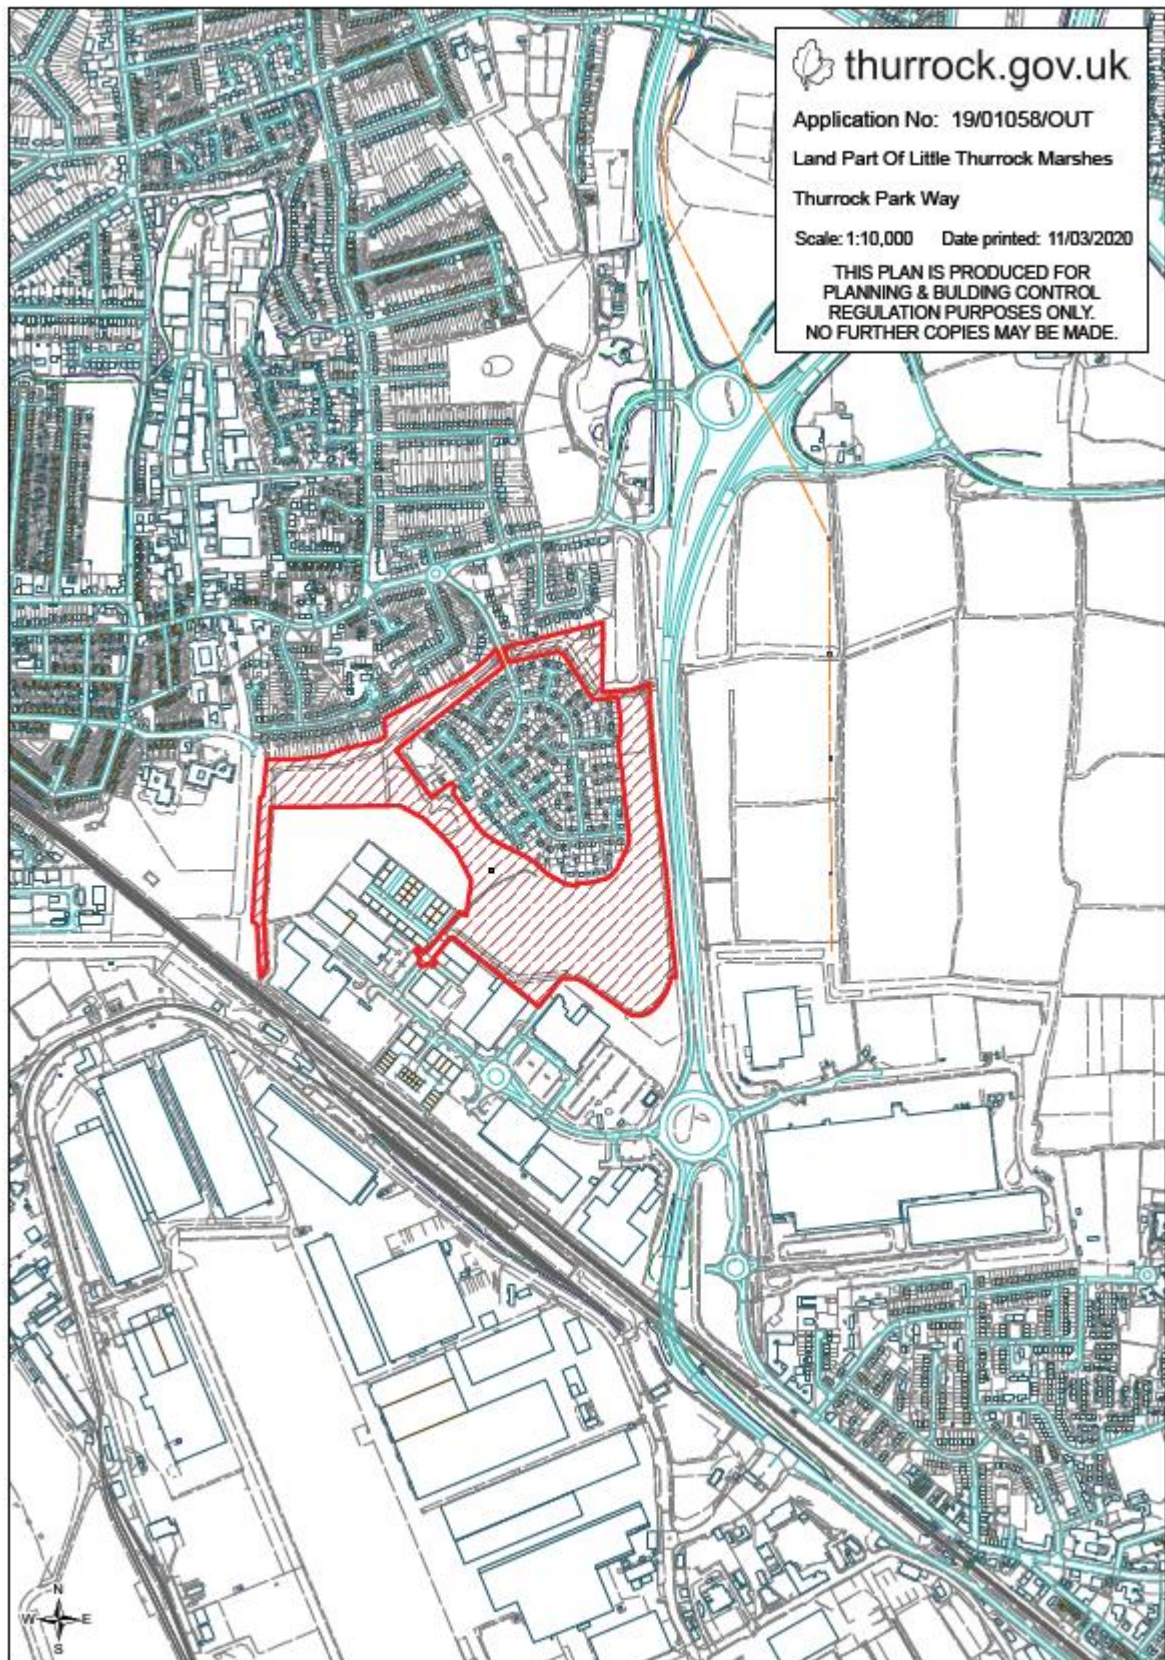 thurrock.gov.uk
Application No: 19/01058/OUT
Land Part Of Little Thurrock Marshes
Thurrock Park Way
Scale: 1:10,000 Date printed: 11/03/2020
THIS PLAN IS PRODUCED FOR
PLANNING & BULDING CONTROL
REGULATION PURPOSES ONLY.
NO FURTHER COPIES MAY BE MADE.
N
W E
S